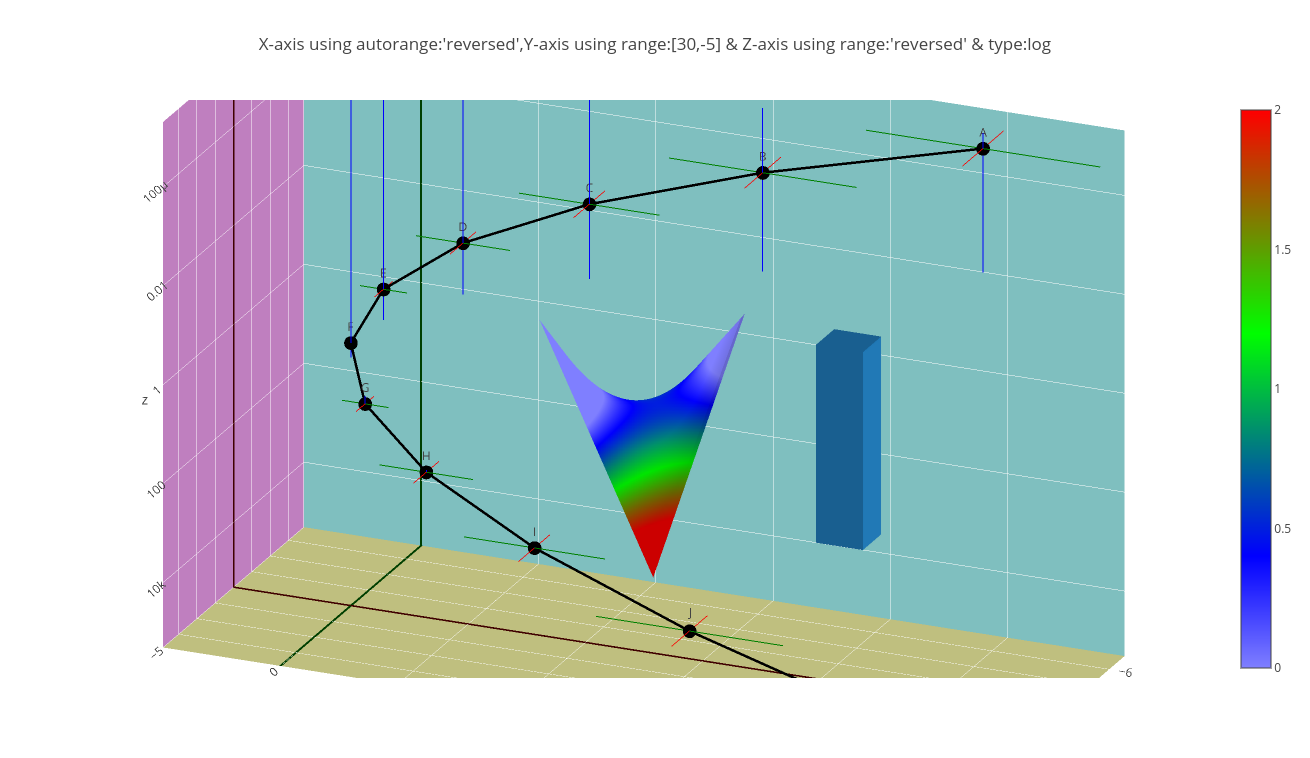 X-axis using autorange:'reversed',Y-axis using range:[30,-5] & Z-axis using range:'reversed' & type:log
2
1.5
1
0.5
0
A
B
C
D
E
F
G
H
I
J
100µ
0.01
1
z
100
10k
−5
0
−6